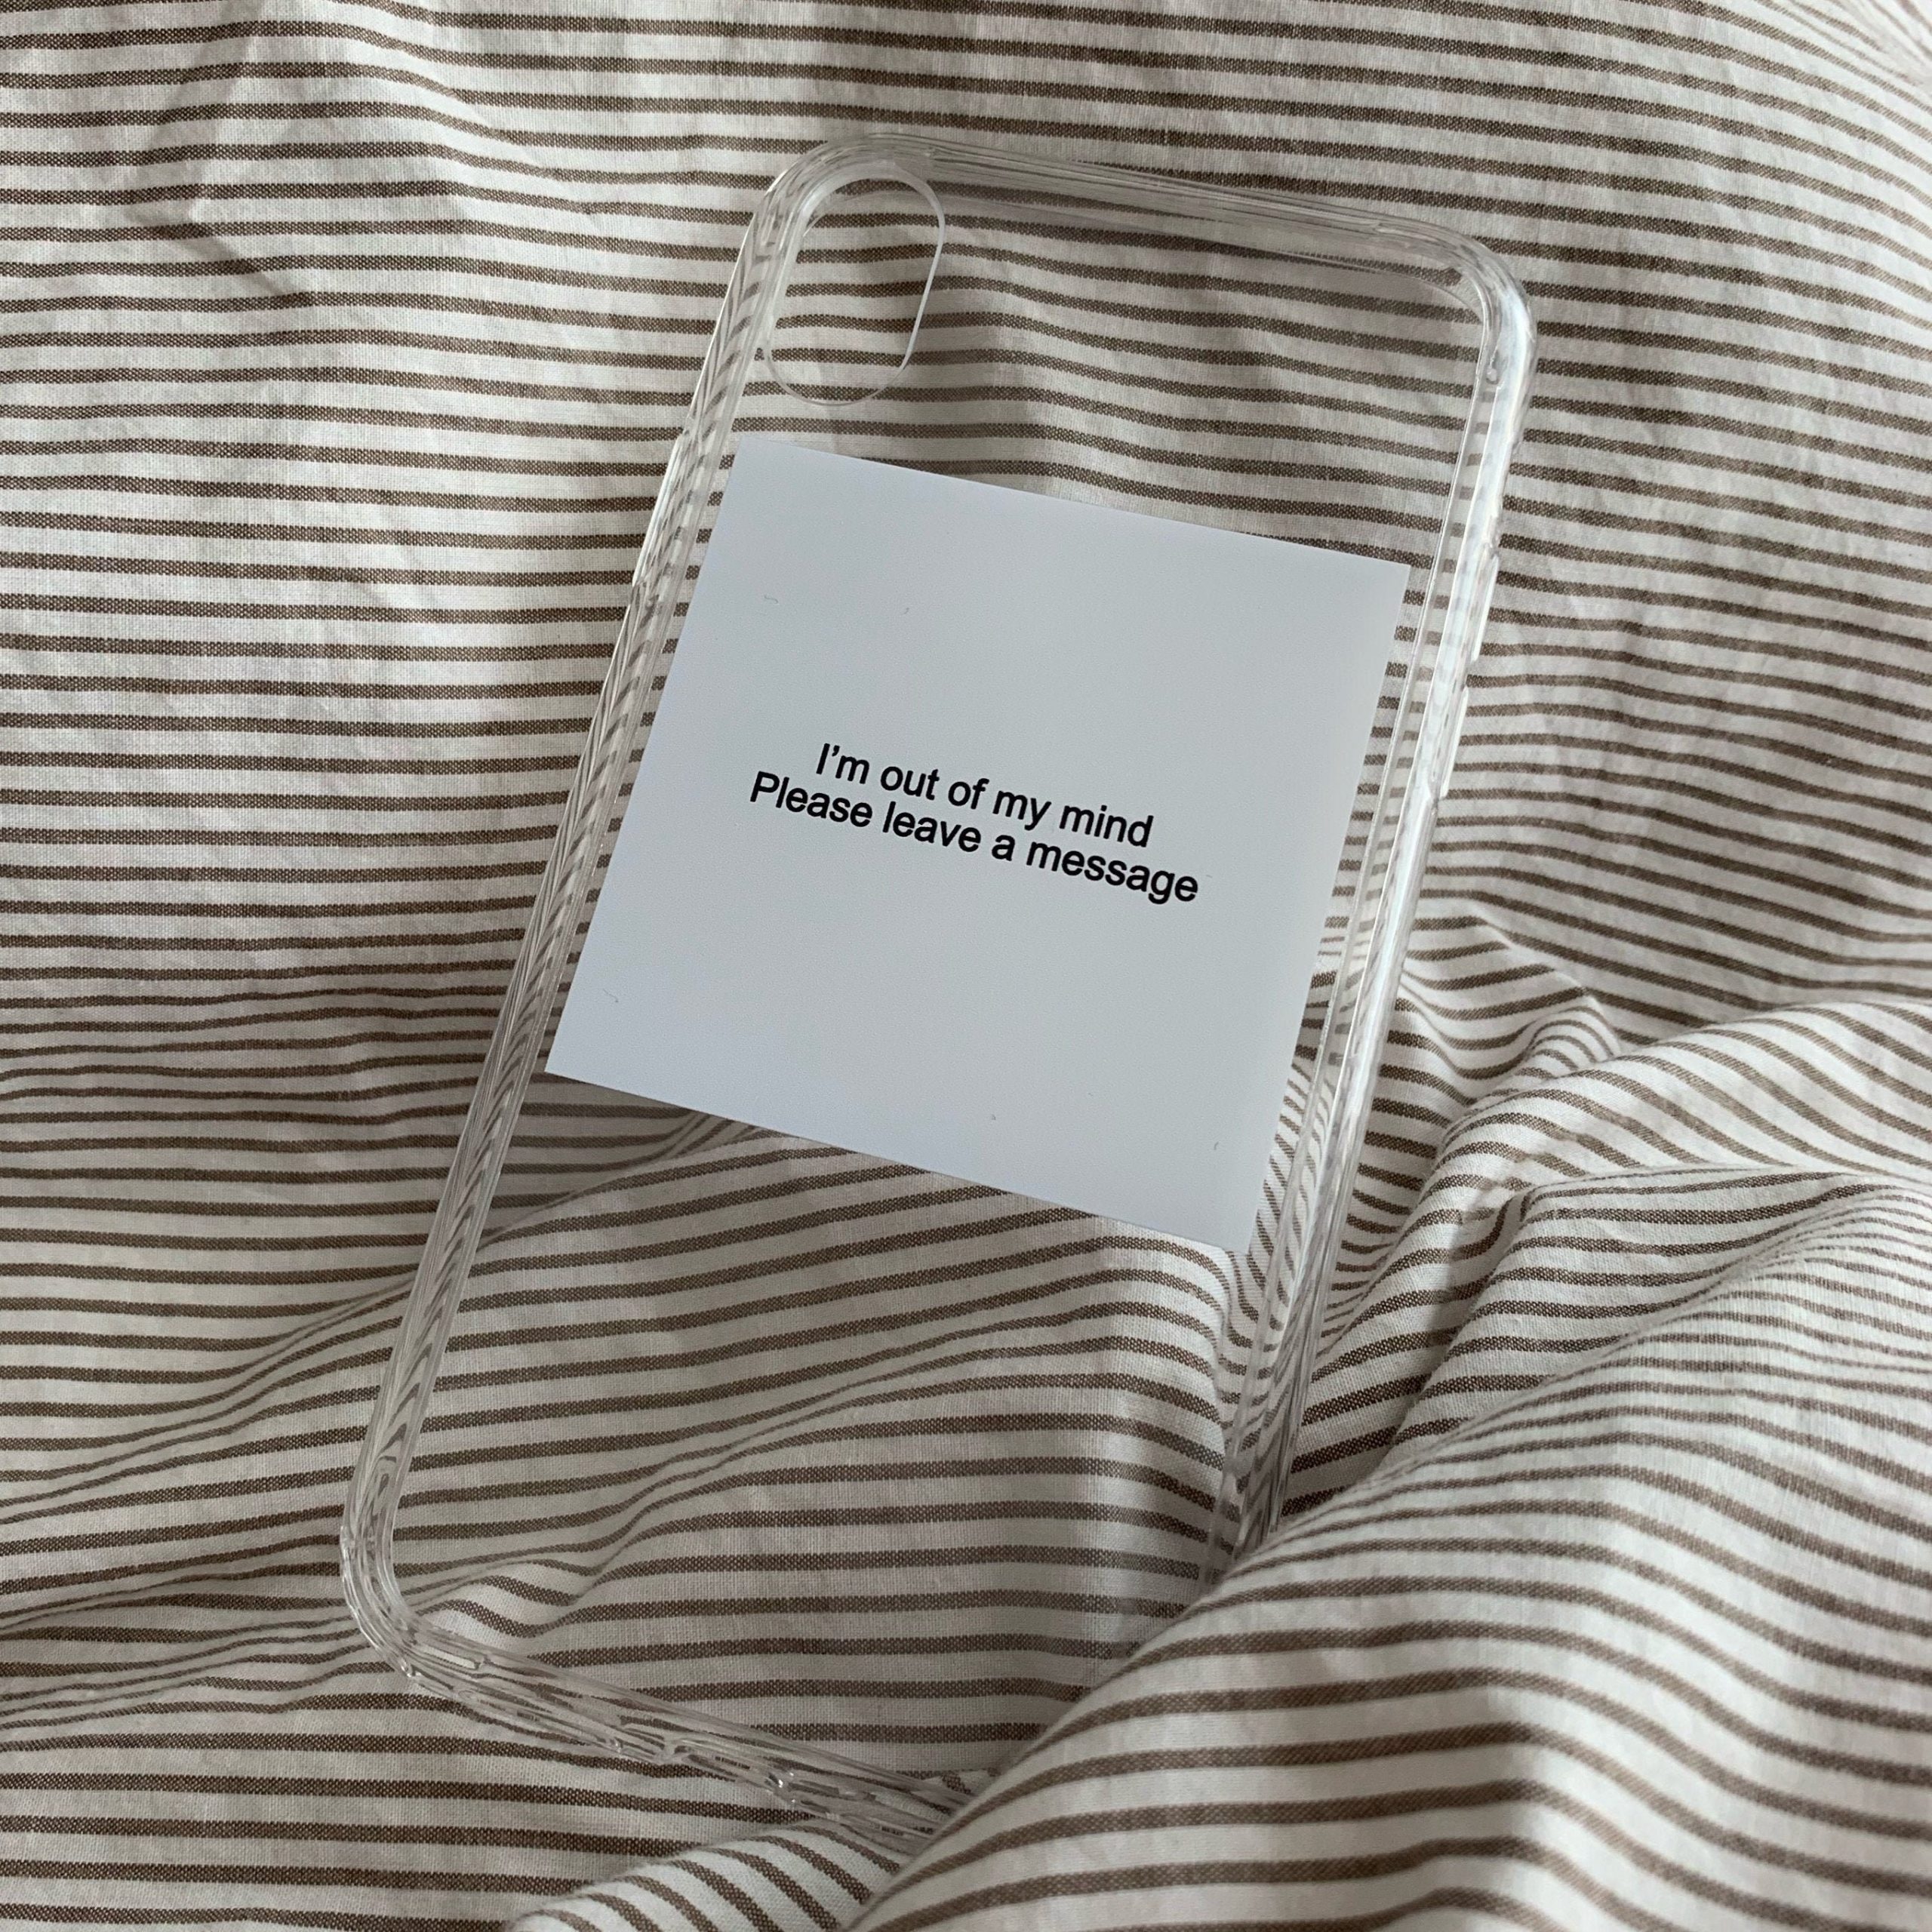 I’m out of my mind
Please leave a message